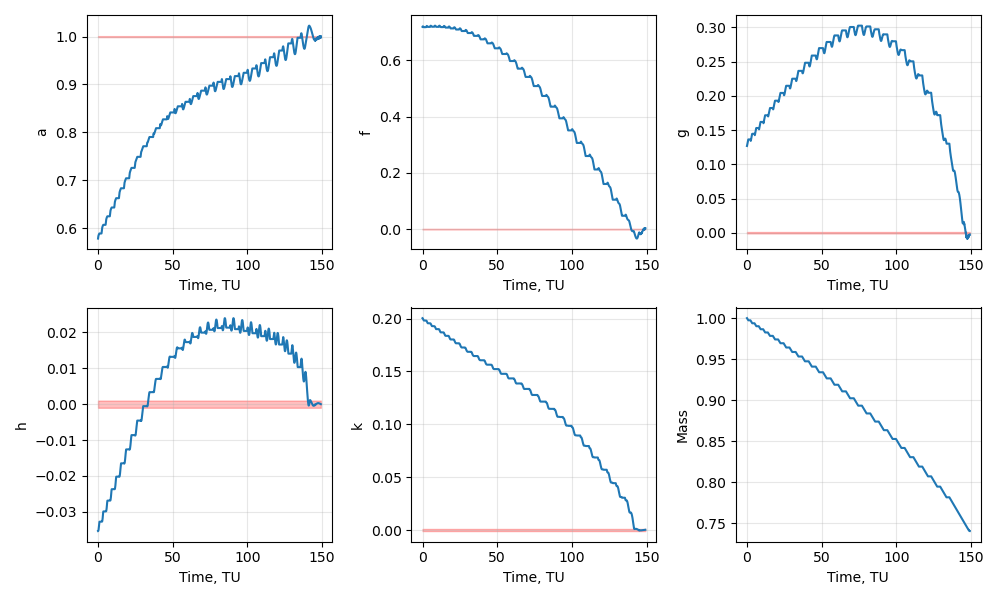 a
1.0
0.9
0.8
0.7
0.6
0 50 100 150
Time, TU
f
0.6
0.4
0.2
0.0
0 50 100 150
Time, TU
g
0.30
0.25
0.20
0.15
0.10
0.05
0.00
0 50 100 150
Time, TU
h
0.02
0.01
0.00
−0.01
−0.02
−0.03
0 50 100 150
Time, TU
k
0.20
0.15
0.10
0.05
0.00
0 50 100 150
Time, TU
Mass
1.00
0.95
0.90
0.85
0.80
0.75
0 50 100 150
Time, TU